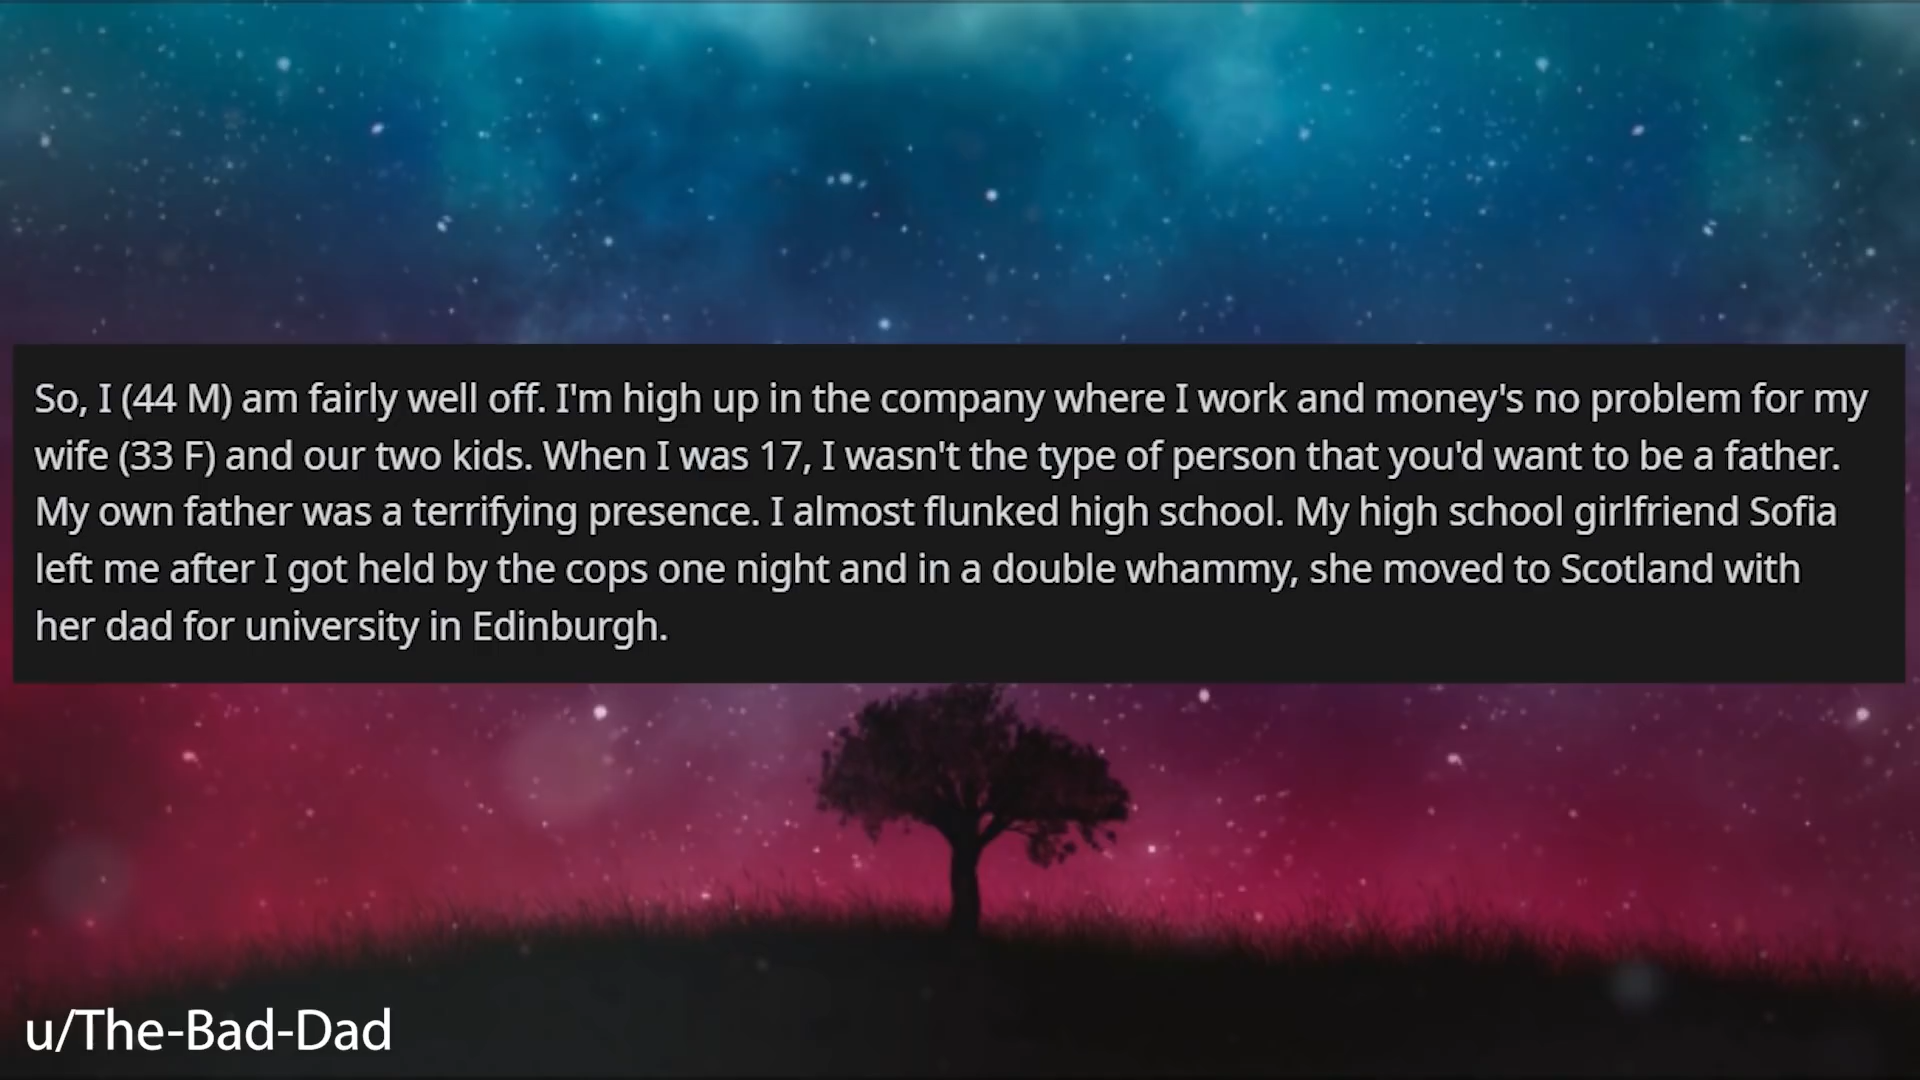 So, I (44 M) am fairly well off. I'm high up in the company where I work and money's no problem for my
wife (33 F) and our two kids. When I was 17, I wasn't the type of person that you'd want to be a father.
My own father was a terrifying presence. I almost flunked high school. My high school girlfriend Sofia
left me after I got held by the cops one night and in a double whammy, she moved to Scotland with
her dad for university in Edinburgh.
u/The-Bad-Dad